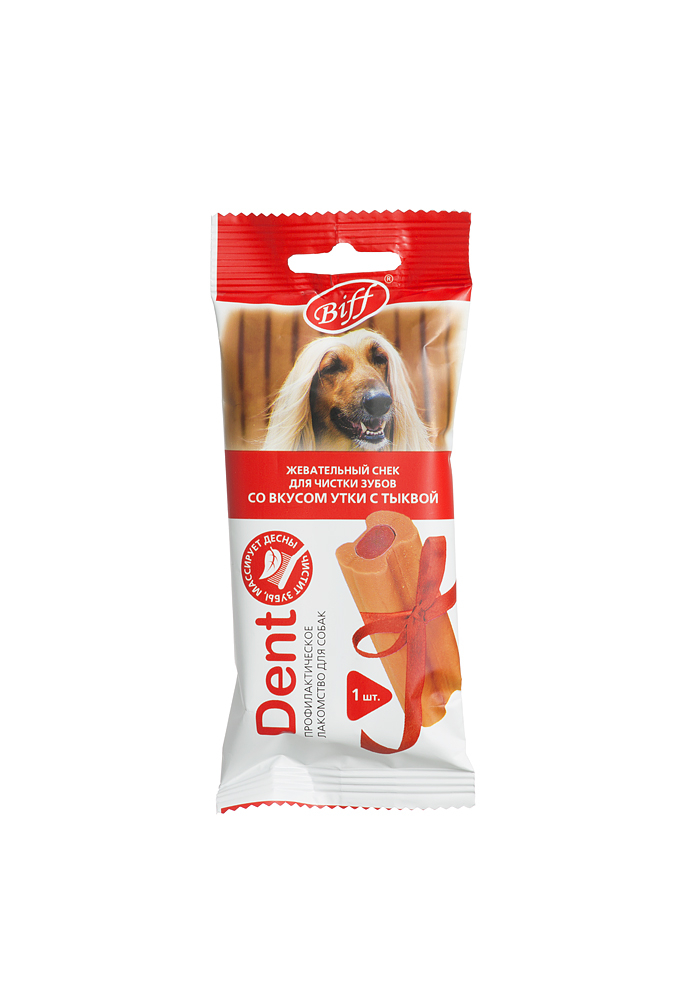 Biff®
ЖЕВАТЕЛЬНЫЙ СНЕК
ДЛЯ ЧИСТКИ ЗУБОВ
СО ВКУСОМ УТКИ С ТЫКВОЙ
МАССИРУЕТ ДЕСНЫ
ЧИСТИТ ЗУБЫ,
Dent
ПРОФИЛАКТИЧЕСКОЕ
ЛАКОМСТВО ДЛЯ СОБАК
1 шт.